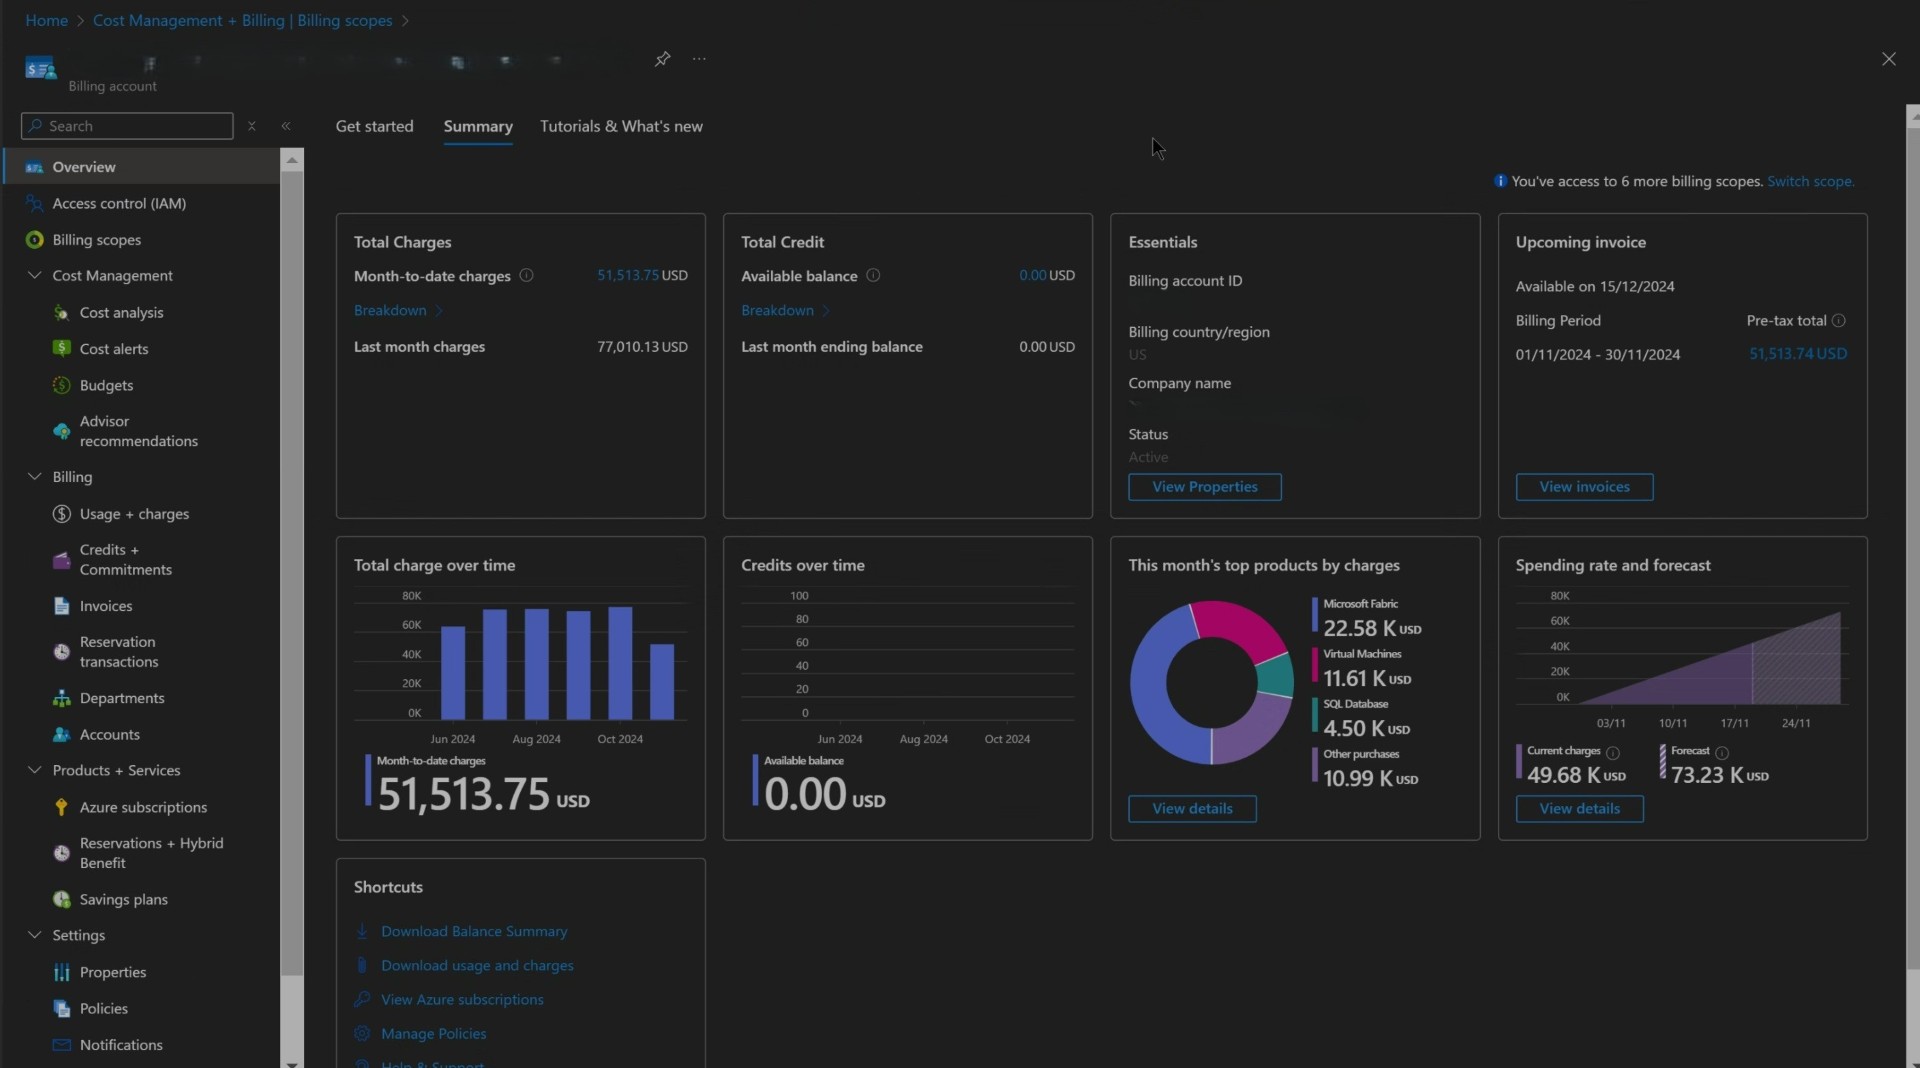 Home > Cost Management + Billing | Billing scopes >
Billing account
Search
Get started Summary Tutorials & What's new
You've access to 6 more billing scopes. Switch scope.
Overview
Access control (IAM)
Billing scopes
Cost Management
Cost analysis
Cost alerts
Budgets
Advisor
recommendations
Billing
Usage + charges
Credits +
Commitments
Invoices
Reservation
transactions
Departments
Accounts
Products + Services
Azure subscriptions
Reservations + Hybrid
Benefit
Savings plans
Settings
Properties
Policies
Notifications
Total Charges
Month-to-date charges 51,513.75 USD
Breakdown >
Last month charges 77,010.13 USD
Total Credit
Available balance 0.00 USD
Breakdown >
Last month ending balance 0.00 USD
Essentials
Billing account ID
Billing country/region
US
Company name
Status
Active
View Properties
Upcoming invoice
Available on 15/12/2024
Billing Period Pre-tax total
01/11/2024 - 30/11/2024 51,513.74 USD
View invoices
Total charge over time
80K
60K
40K
20K
0K
Jun 2024 Aug 2024 Oct 2024
Month-to-date charges
51,513.75 USD
Credits over time
100
80
60
40
20
0
Jun 2024 Aug 2024 Oct 2024
Available balance
0.00 USD
This month's top products by charges
Microsoft Fabric
22.58 K USD
Virtual Machines
11.61 K USD
SQL Database
4.50 K USD
Other purchases
10.99 K USD
View details
Spending rate and forecast
80K
60K
40K
20K
0K
03/11 10/11 17/11 24/11
Current charges Forecast
49.68 K USD 73.23 K USD
View details
Shortcuts
Download Balance Summary
Download usage and charges
View Azure subscriptions
Manage Policies
Help & Support